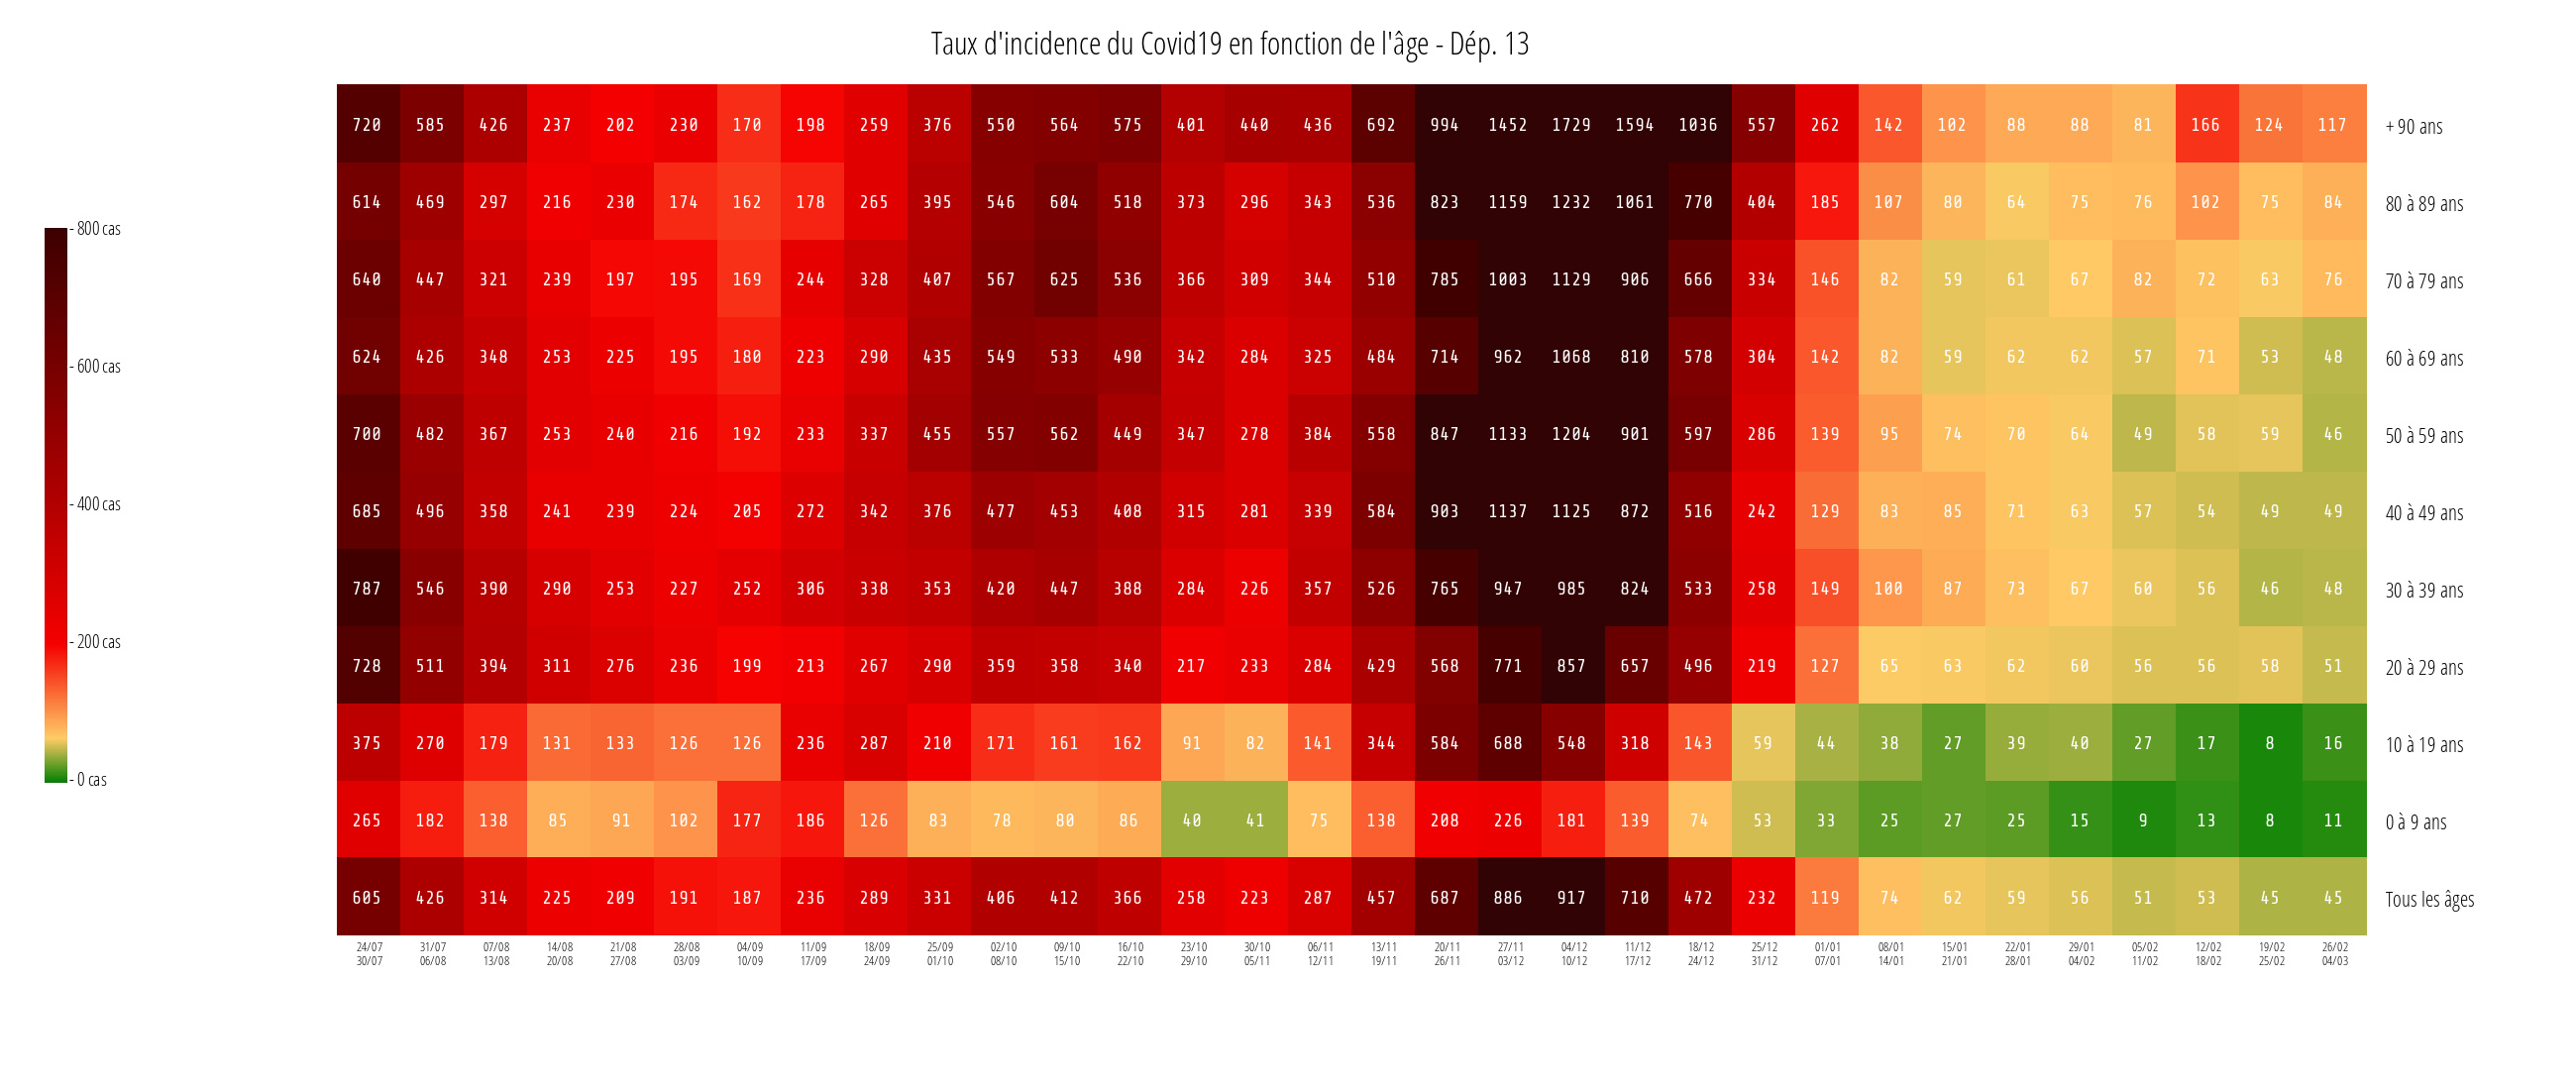 Taux d'incidence du Covid19 en fonction de l'âge - Dép. 13
720 585 426 237 202 230 170 198 259 376 550 564 575 401 440 436 692 994 1452 1729 1594 1036 557 262 142 102 88 88 81 166 124 117 + 90 ans
614 469 297 216 230 174 162 178 265 395 546 604 518 373 296 343 536 823 1159 1232 1061 770 404 185 107 80 64 75 76 102 75 84 80 à 89 ans
- 800 cas
640 447 321 239 197 195 169 244 328 407 567 625 536 366 309 344 510 785 1003 1129 906 666 334 146 82 59 61 67 82 72 63 76 70 à 79 ans
624 426 348 253 225 195 180 223 290 435 549 533 490 342 284 325 484 714 962 1068 810 578 304 142 82 59 62 62 57 71 53 48 60 à 69 ans
- 600 cas
700 482 367 253 240 216 192 233 337 455 557 562 449 347 278 384 558 847 1133 1204 901 597 286 139 95 74 70 64 49 58 59 46 50 à 59 ans
- 400 cas
685 496 358 241 239 224 205 272 342 376 477 453 408 315 281 339 584 903 1137 1125 872 516 242 129 83 85 71 63 57 54 49 49 40 à 49 ans
787 546 390 290 253 227 252 306 338 353 420 447 388 284 226 357 526 765 947 985 824 533 258 149 100 87 73 67 60 56 46 48 30 à 39 ans
- 200 cas
728 511 394 311 276 236 199 213 267 290 359 358 340 217 233 284 429 568 771 857 657 496 219 127 65 63 62 60 56 56 58 51 20 à 29 ans
375 270 179 131 133 126 126 236 287 210 171 161 162 91 82 141 344 584 688 548 318 143 59 44 38 27 39 40 27 17 8 16 10 à 19 ans
- 0 cas
265 182 138 85 91 102 177 186 126 83 78 80 86 40 41 75 138 208 226 181 139 74 53 33 25 27 25 15 9 13 8 11 0 à 9 ans
605 426 314 225 209 191 187 236 289 331 406 412 366 258 223 287 457 687 886 917 710 472 232 119 74 62 59 56 51 53 45 45 Tous les âges
24/07 31/07 07/08 14/08 21/08 28/08 04/09 11/09 18/09 25/09 02/10 09/10 16/10 23/10 30/10 06/11 13/11 20/11 27/11 04/12 11/12 18/12 25/12 01/01 08/01 15/01 22/01 29/01 05/02 12/02 19/02 26/02
30/07 06/08 13/08 20/08 27/08 03/09 10/09 17/09 24/09 01/10 08/10 15/10 22/10 29/10 05/11 12/11 19/11 26/11 03/12 10/12 17/12 24/12 31/12 07/01 14/01 21/01 28/01 04/02 11/02 18/02 25/02 04/03